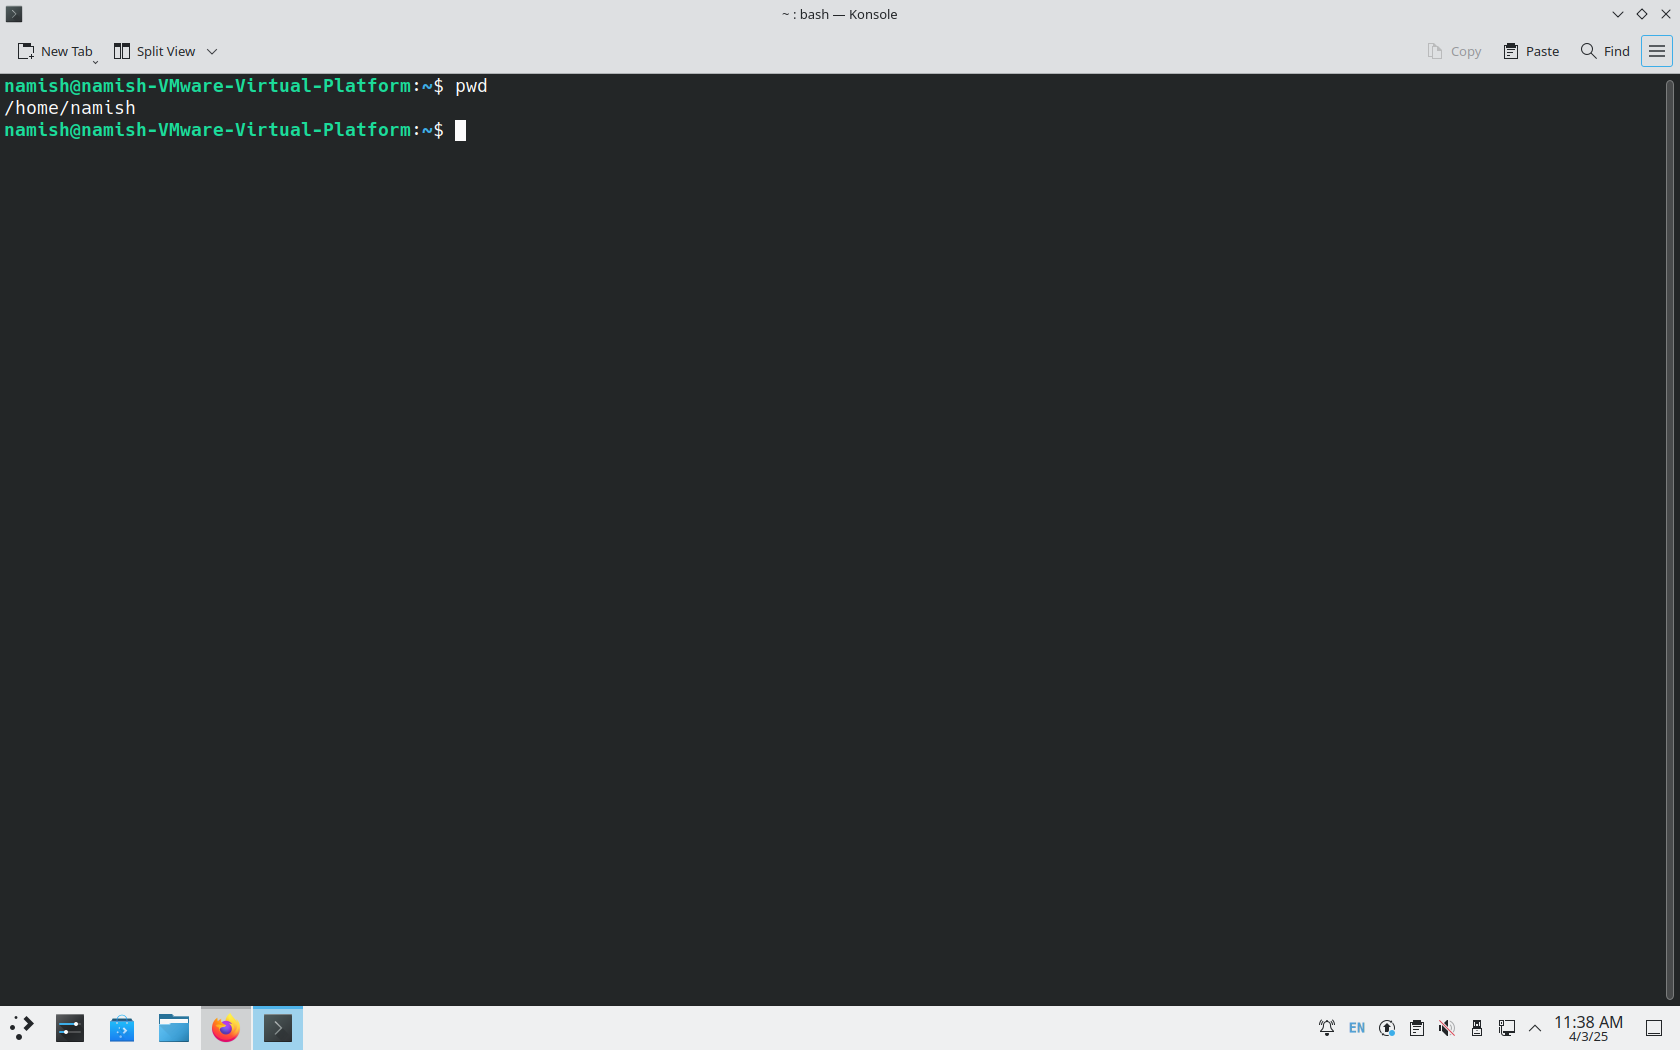 ~ : bash — Konsole
New Tab Split View Copy Paste Find
namish@namish-VMware-Virtual-Platform:~$ pwd
/home/namish
namish@namish-VMware-Virtual-Platform:~$
EN 11:38 AM
4/3/25